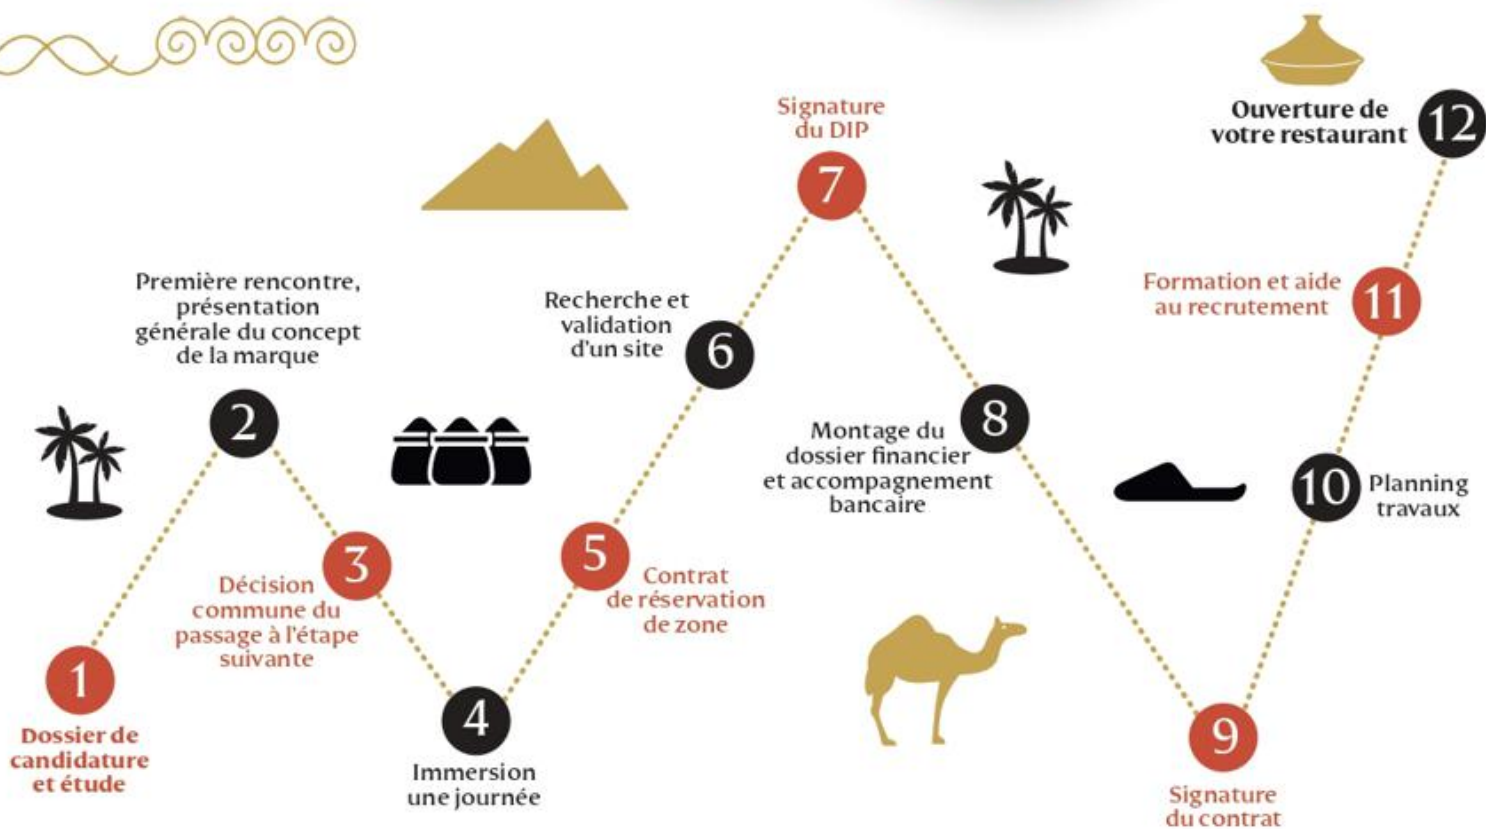 1
Dossier de
candidature
et étude
2
Première rencontre,
présentation
générale du concept
de la marque
3
Décision
commune du
passage à l'étape
suivante
4
Immersion
une journée
5
Contrat
de réservation
de zone
6
Recherche et
validation
d'un site
7
Signature
du DIP
8
Montage du
dossier financier
et accompagnement
bancaire
9
Signature
du contrat
10
Planning
travaux
11
Formation et aide
au recrutement
12
Ouverture de
votre restaurant